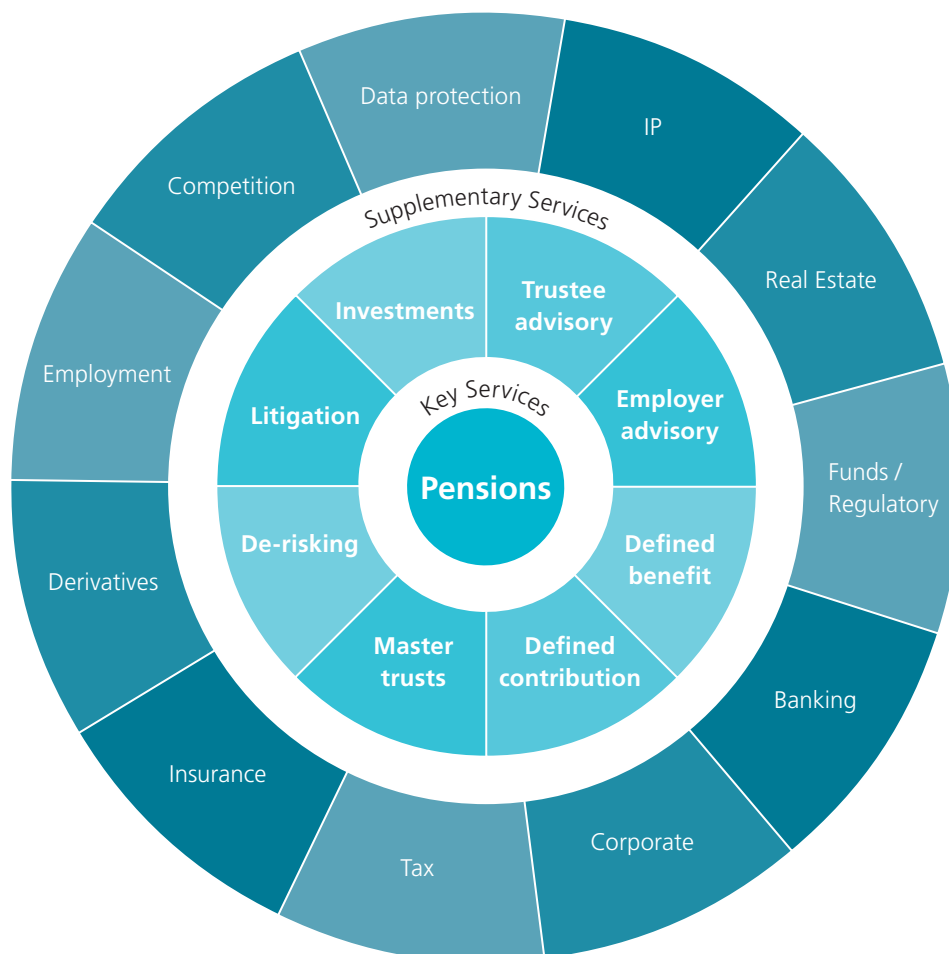 Data protection
IP
Real Estate
Funds /
Regulatory
Banking
Corporate
Tax
Insurance
Derivatives
Employment
Competition
Supplementary Services
Investments
Trustee
advisory
Employer
advisory
Defined
benefit
Defined
contribution
Master
trusts
De-risking
Litigation
Key Services
Pensions